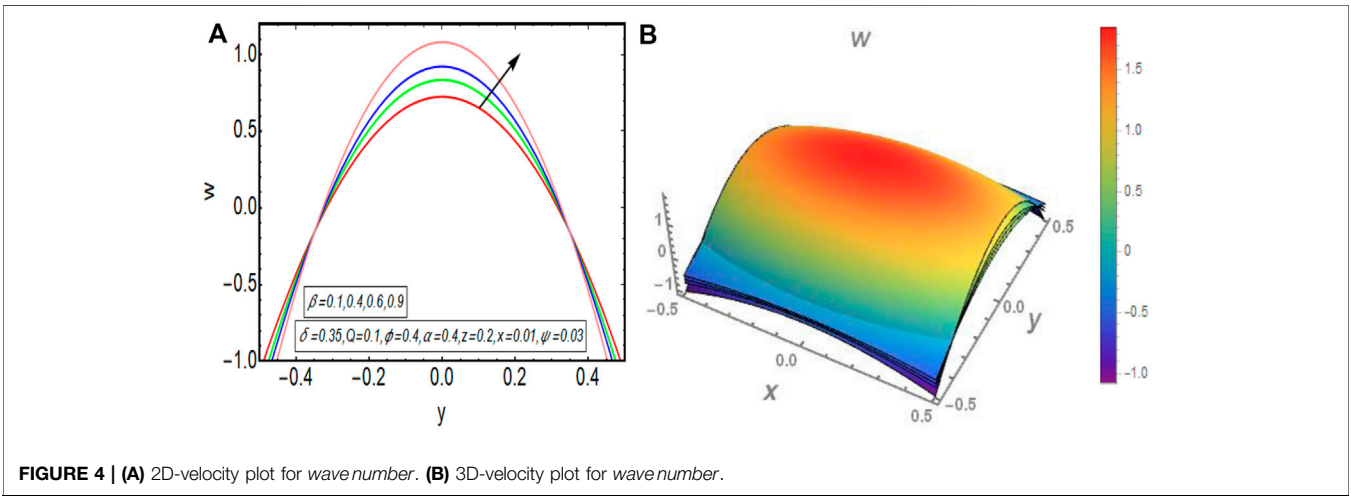 A
1.0
0.5
0.0
−0.5
−1.0
w
β=0.1,0.4,0.6,0.9
δ=0.35,Q=0.1,ϕ=0.4,α=0.4,z=0.2,x=0.01,ψ=0.03
−0.4 −0.2 0.0 0.2 0.4
y
B
w
1
0
−1
−0.5
0.0
0.5
x
−0.5
0.0
0.5
y
1.5
1.0
0.5
0
−0.5
−1.0
FIGURE 4 | (A) 2D-velocity plot for wave number. (B) 3D-velocity plot for wave number.